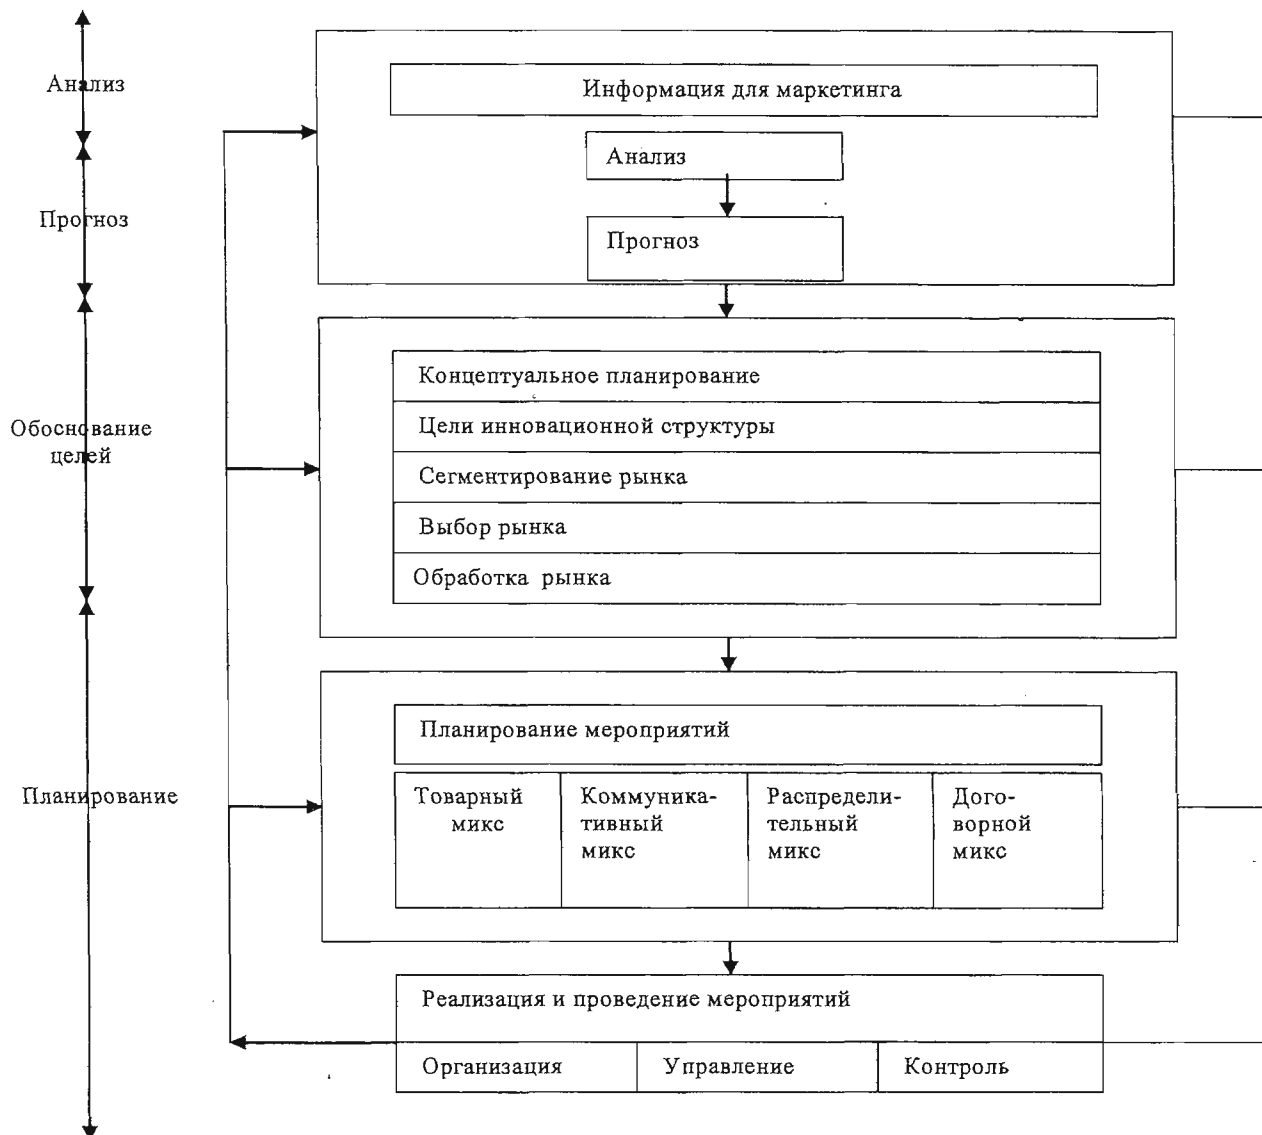 Анализ
Прогноз
Обоснование
целей
Планирование
Информация для маркетинга
Анализ
Прогноз
Концептуальное планирование
Цели инновационной структуры
Сегментирование рынка
Выбор рынка
Обработка рынка
Планирование мероприятий
Товарный
микс
Коммуника-
тивный
микс
Распредели-
тельный
микс
Дого-
ворной
микс
Реализация и проведение мероприятий
Организация
Управление
Контроль